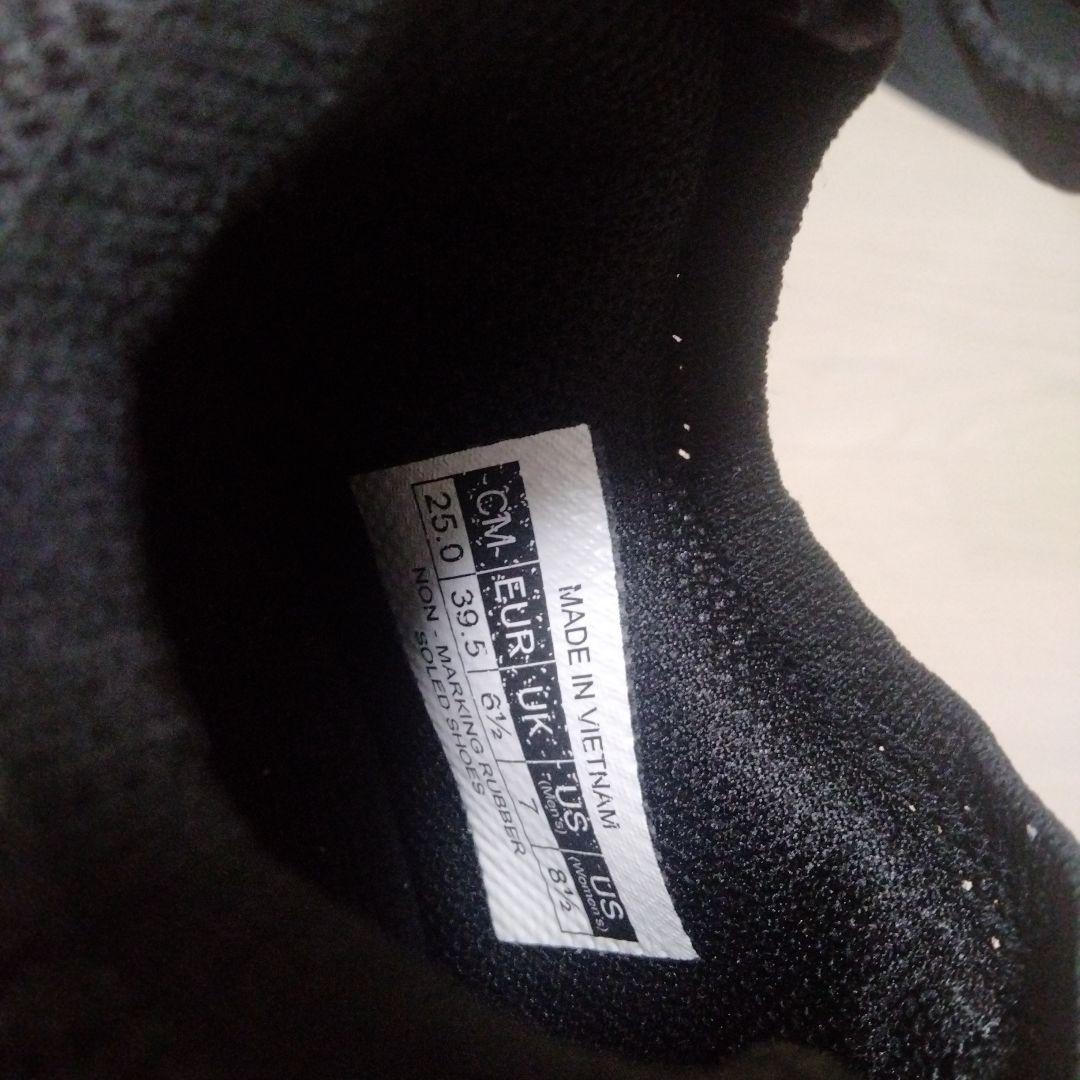 MADE IN VIETNAM
CM EUR UK US (Men's) US (Women's)
25.0 39.5 6½ 7 8½
NON - MARKING RUBBER
SOLED SHOES